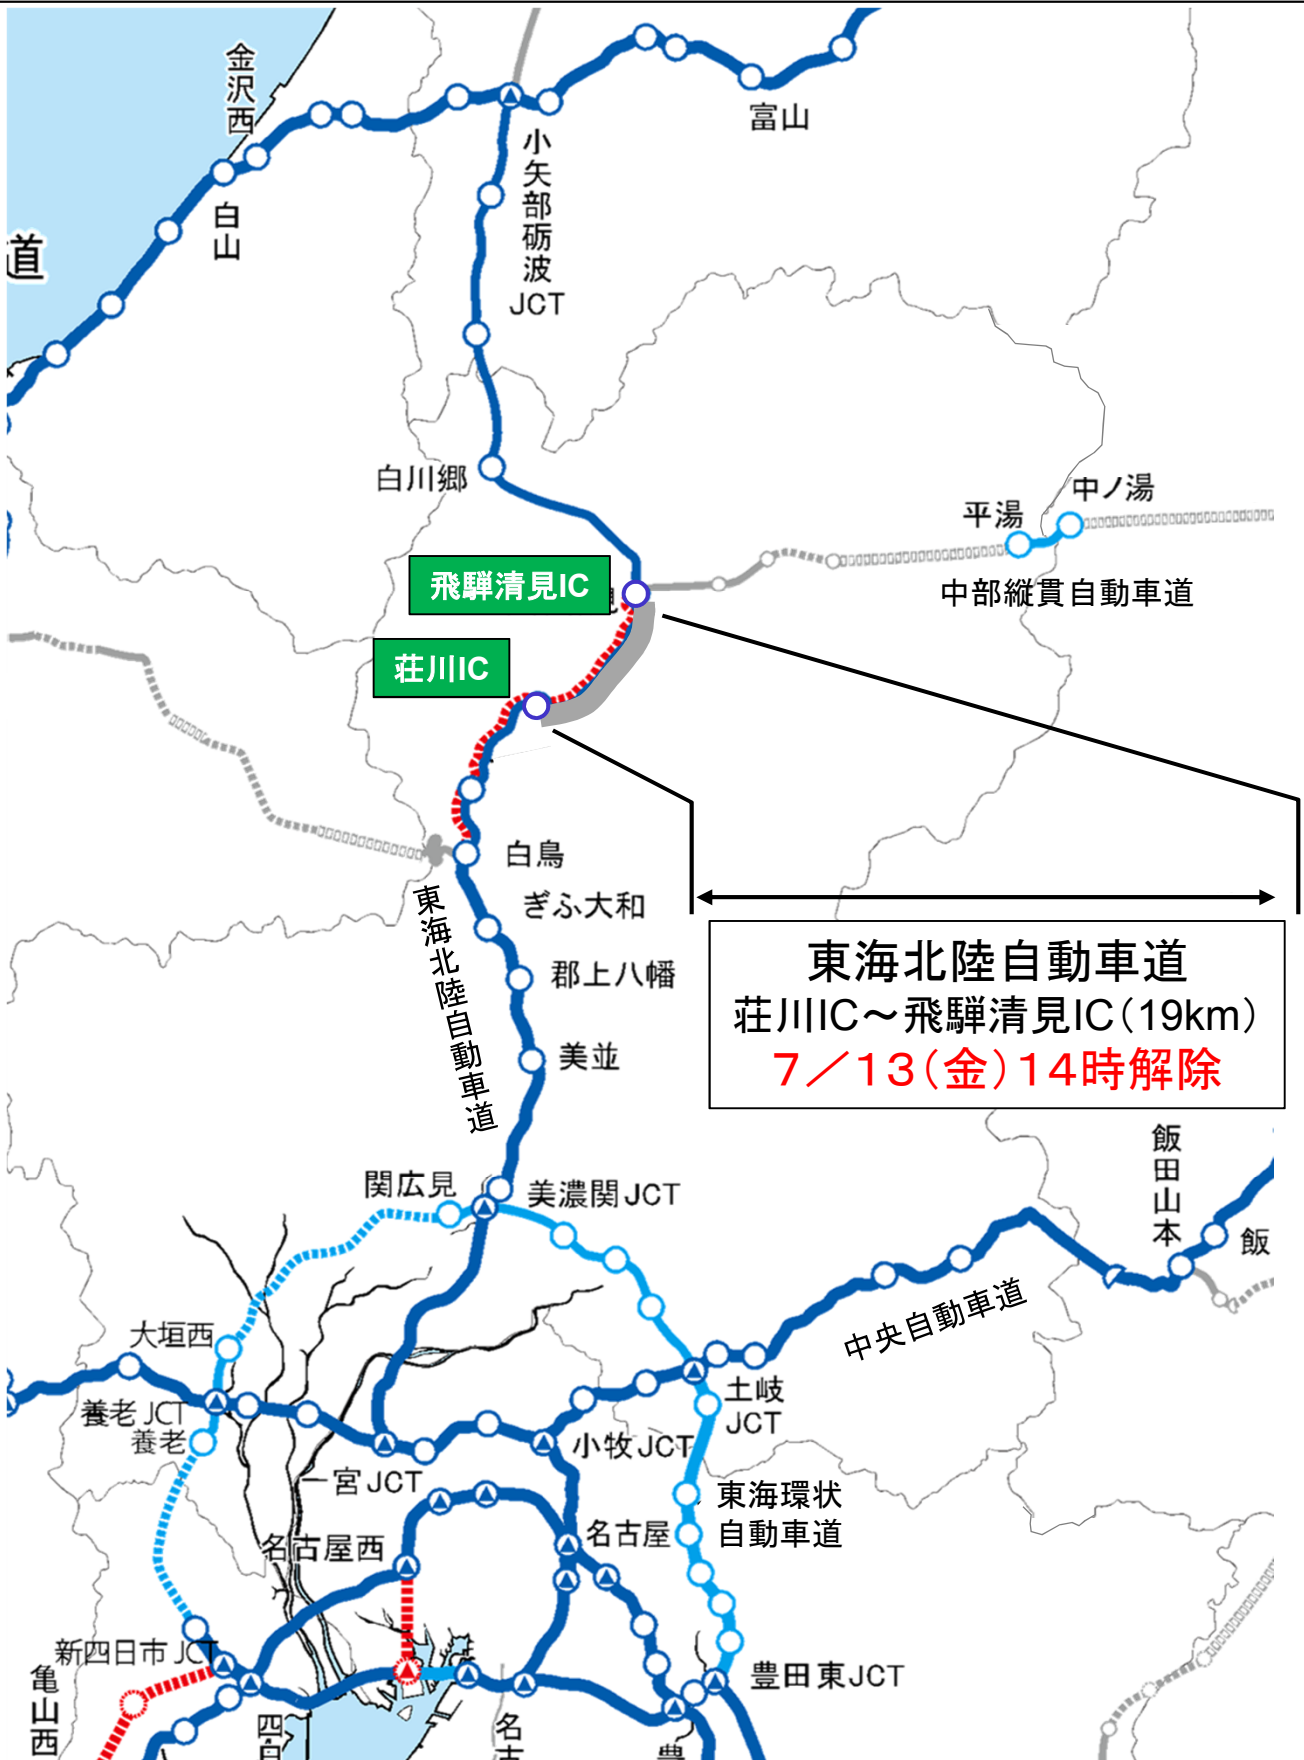 金沢西
富山
小矢部砺波
JCT
白山
道
白川郷
中ノ湯
平湯
飛騨清見IC
中部縦貫自動車道
荘川IC
白鳥
ぎふ大和
東海北陸自動車道
郡上八幡
美並
東海北陸自動車道
荘川IC～飛騨清見IC（19km）
７／１３（金）１４時解除
飯田山本
飯
関広見
美濃関JCT
中央自動車道
大垣西
養老JCT
養老
土岐
JCT
小牧JCT
一宮JCT
東海環状
自動車道
名古屋
名古屋西
新四日市JCT
豊田東JCT
亀山西
四日
名古
豊